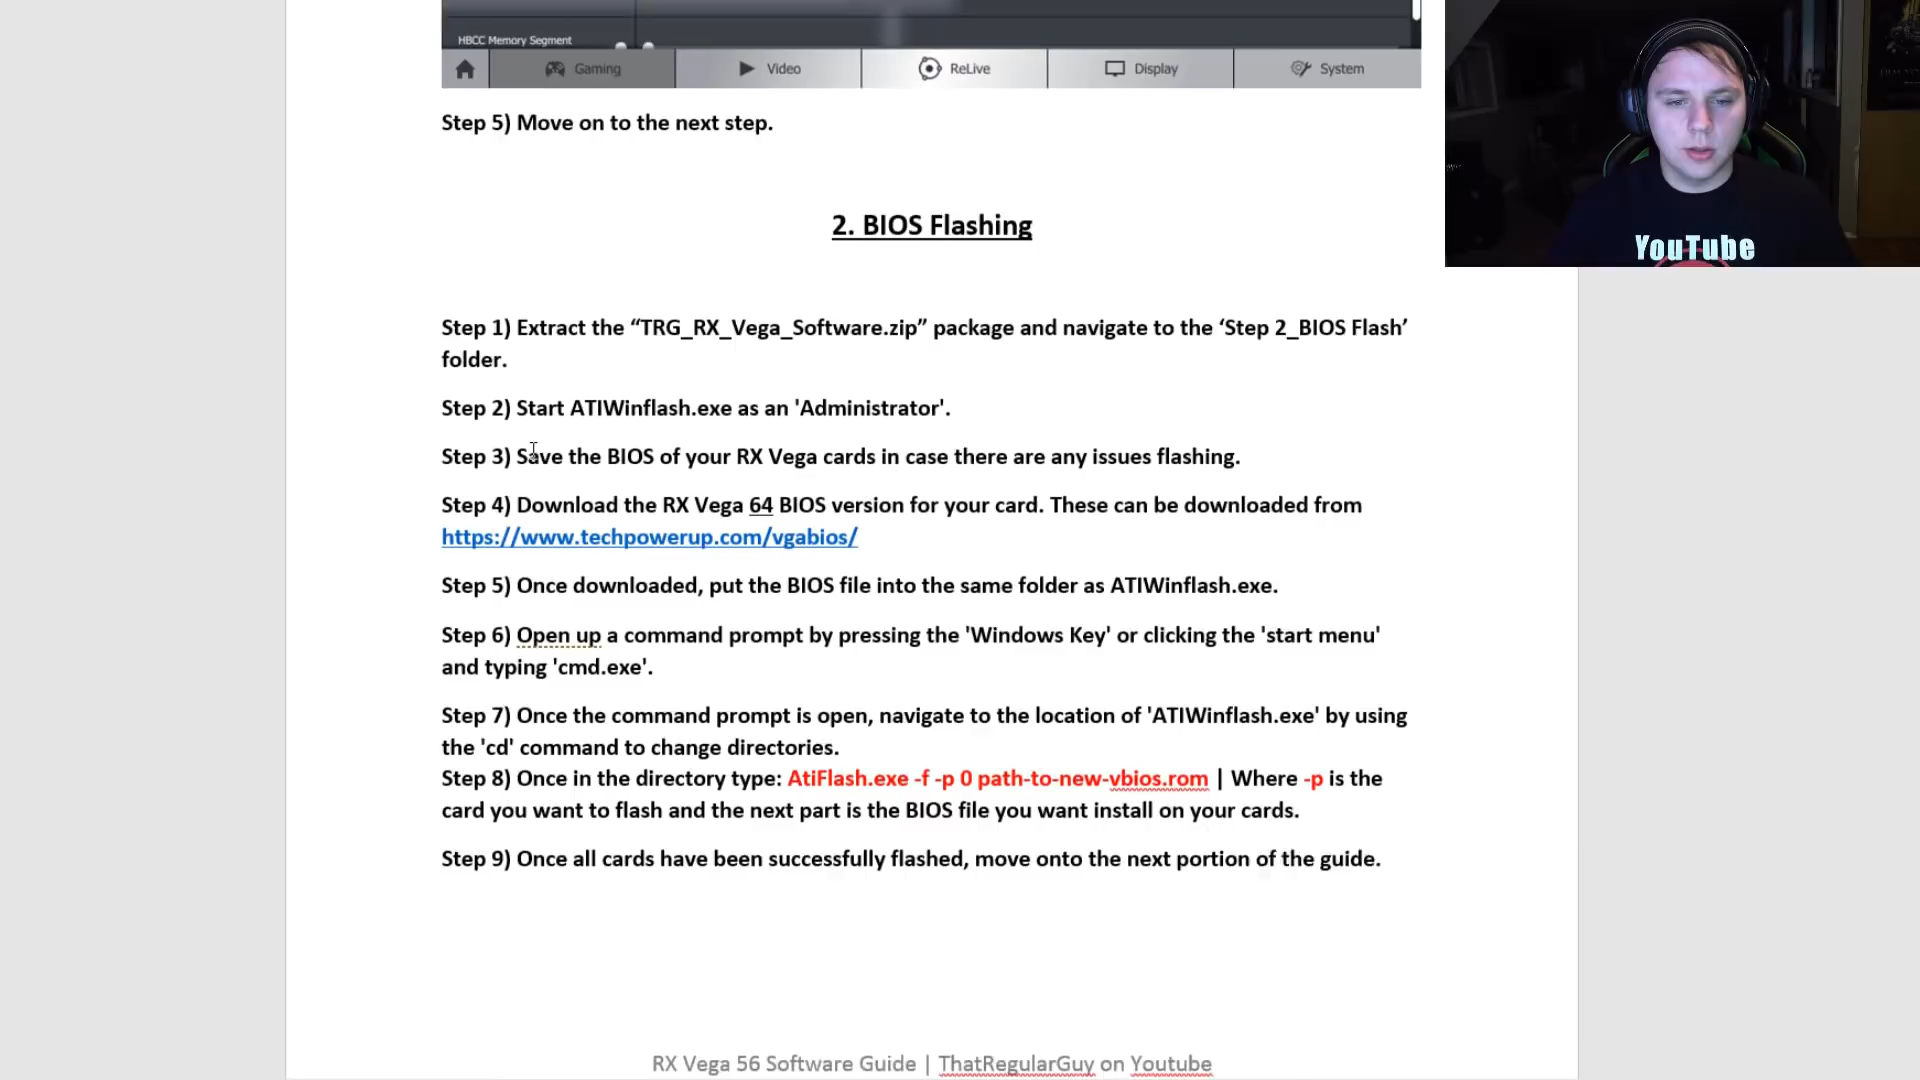 HBCC Memory Segment
Gaming Video ReLive Display System
Step 5) Move on to the next step.
YouTube
2. BIOS Flashing
Step 1) Extract the “TRG_RX_Vega_Software.zip” package and navigate to the ‘Step 2_BIOS Flash’
folder.
Step 2) Start ATIWinflash.exe as an 'Administrator'.
Step 3) Save the BIOS of your RX Vega cards in case there are any issues flashing.
Step 4) Download the RX Vega 64 BIOS version for your card. These can be downloaded from
https://www.techpowerup.com/vgabios/
Step 5) Once downloaded, put the BIOS file into the same folder as ATIWinflash.exe.
Step 6) Open up a command prompt by pressing the 'Windows Key' or clicking the 'start menu'
and typing 'cmd.exe'.
Step 7) Once the command prompt is open, navigate to the location of 'ATIWinflash.exe' by using
the 'cd' command to change directories.
Step 8) Once in the directory type: AtiFlash.exe -f -p 0 path-to-new-vbios.rom | Where -p is the
card you want to flash and the next part is the BIOS file you want install on your cards.
Step 9) Once all cards have been successfully flashed, move onto the next portion of the guide.
RX Vega 56 Software Guide | ThatRegularGuy on Youtube